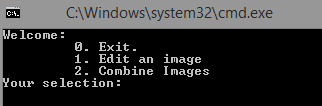 C:\Windows\system32\cmd.exe
Welcome:
0. Exit.
1. Edit an image
2. Combine Images
Your selection: